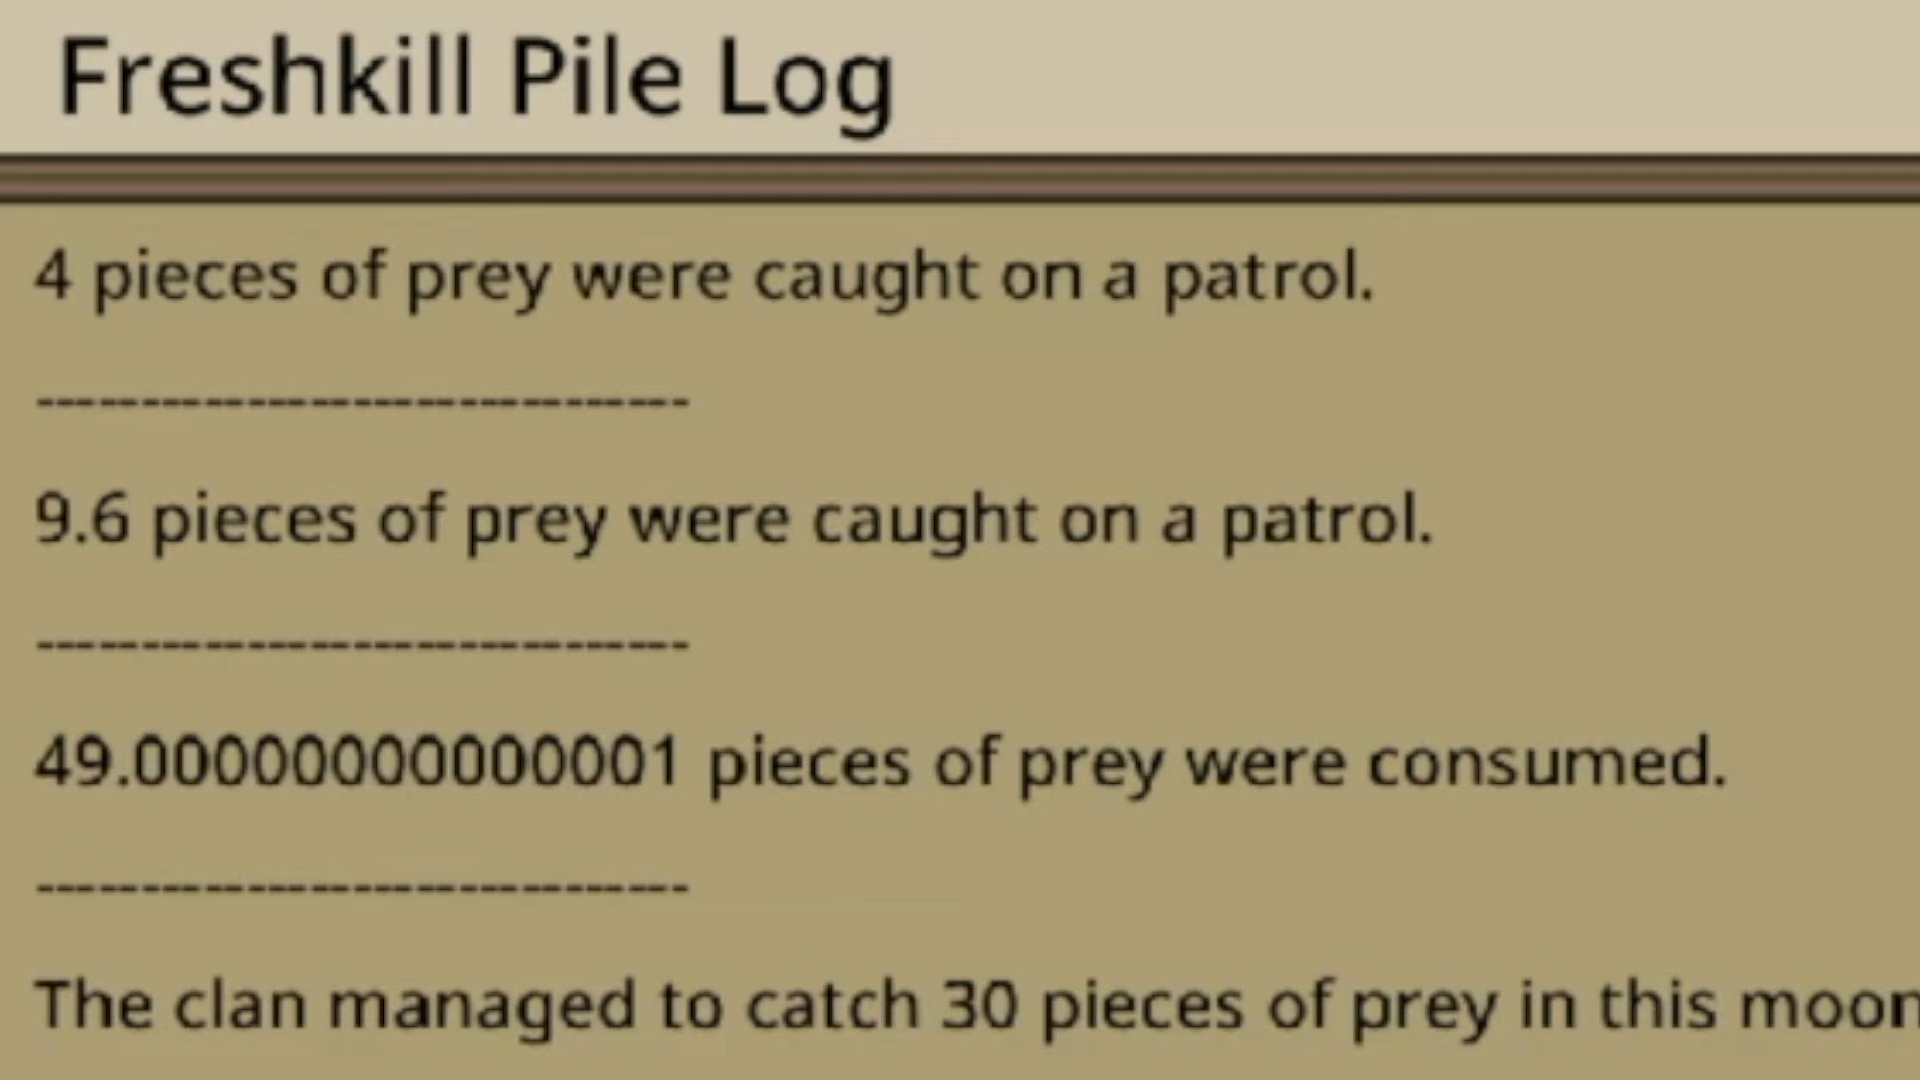 Freshkill Pile Log
4 pieces of prey were caught on a patrol.
-------------------------------
9.6 pieces of prey were caught on a patrol.
-------------------------------
49.00000000000001 pieces of prey were consumed.
-------------------------------
The clan managed to catch 30 pieces of prey in this moon